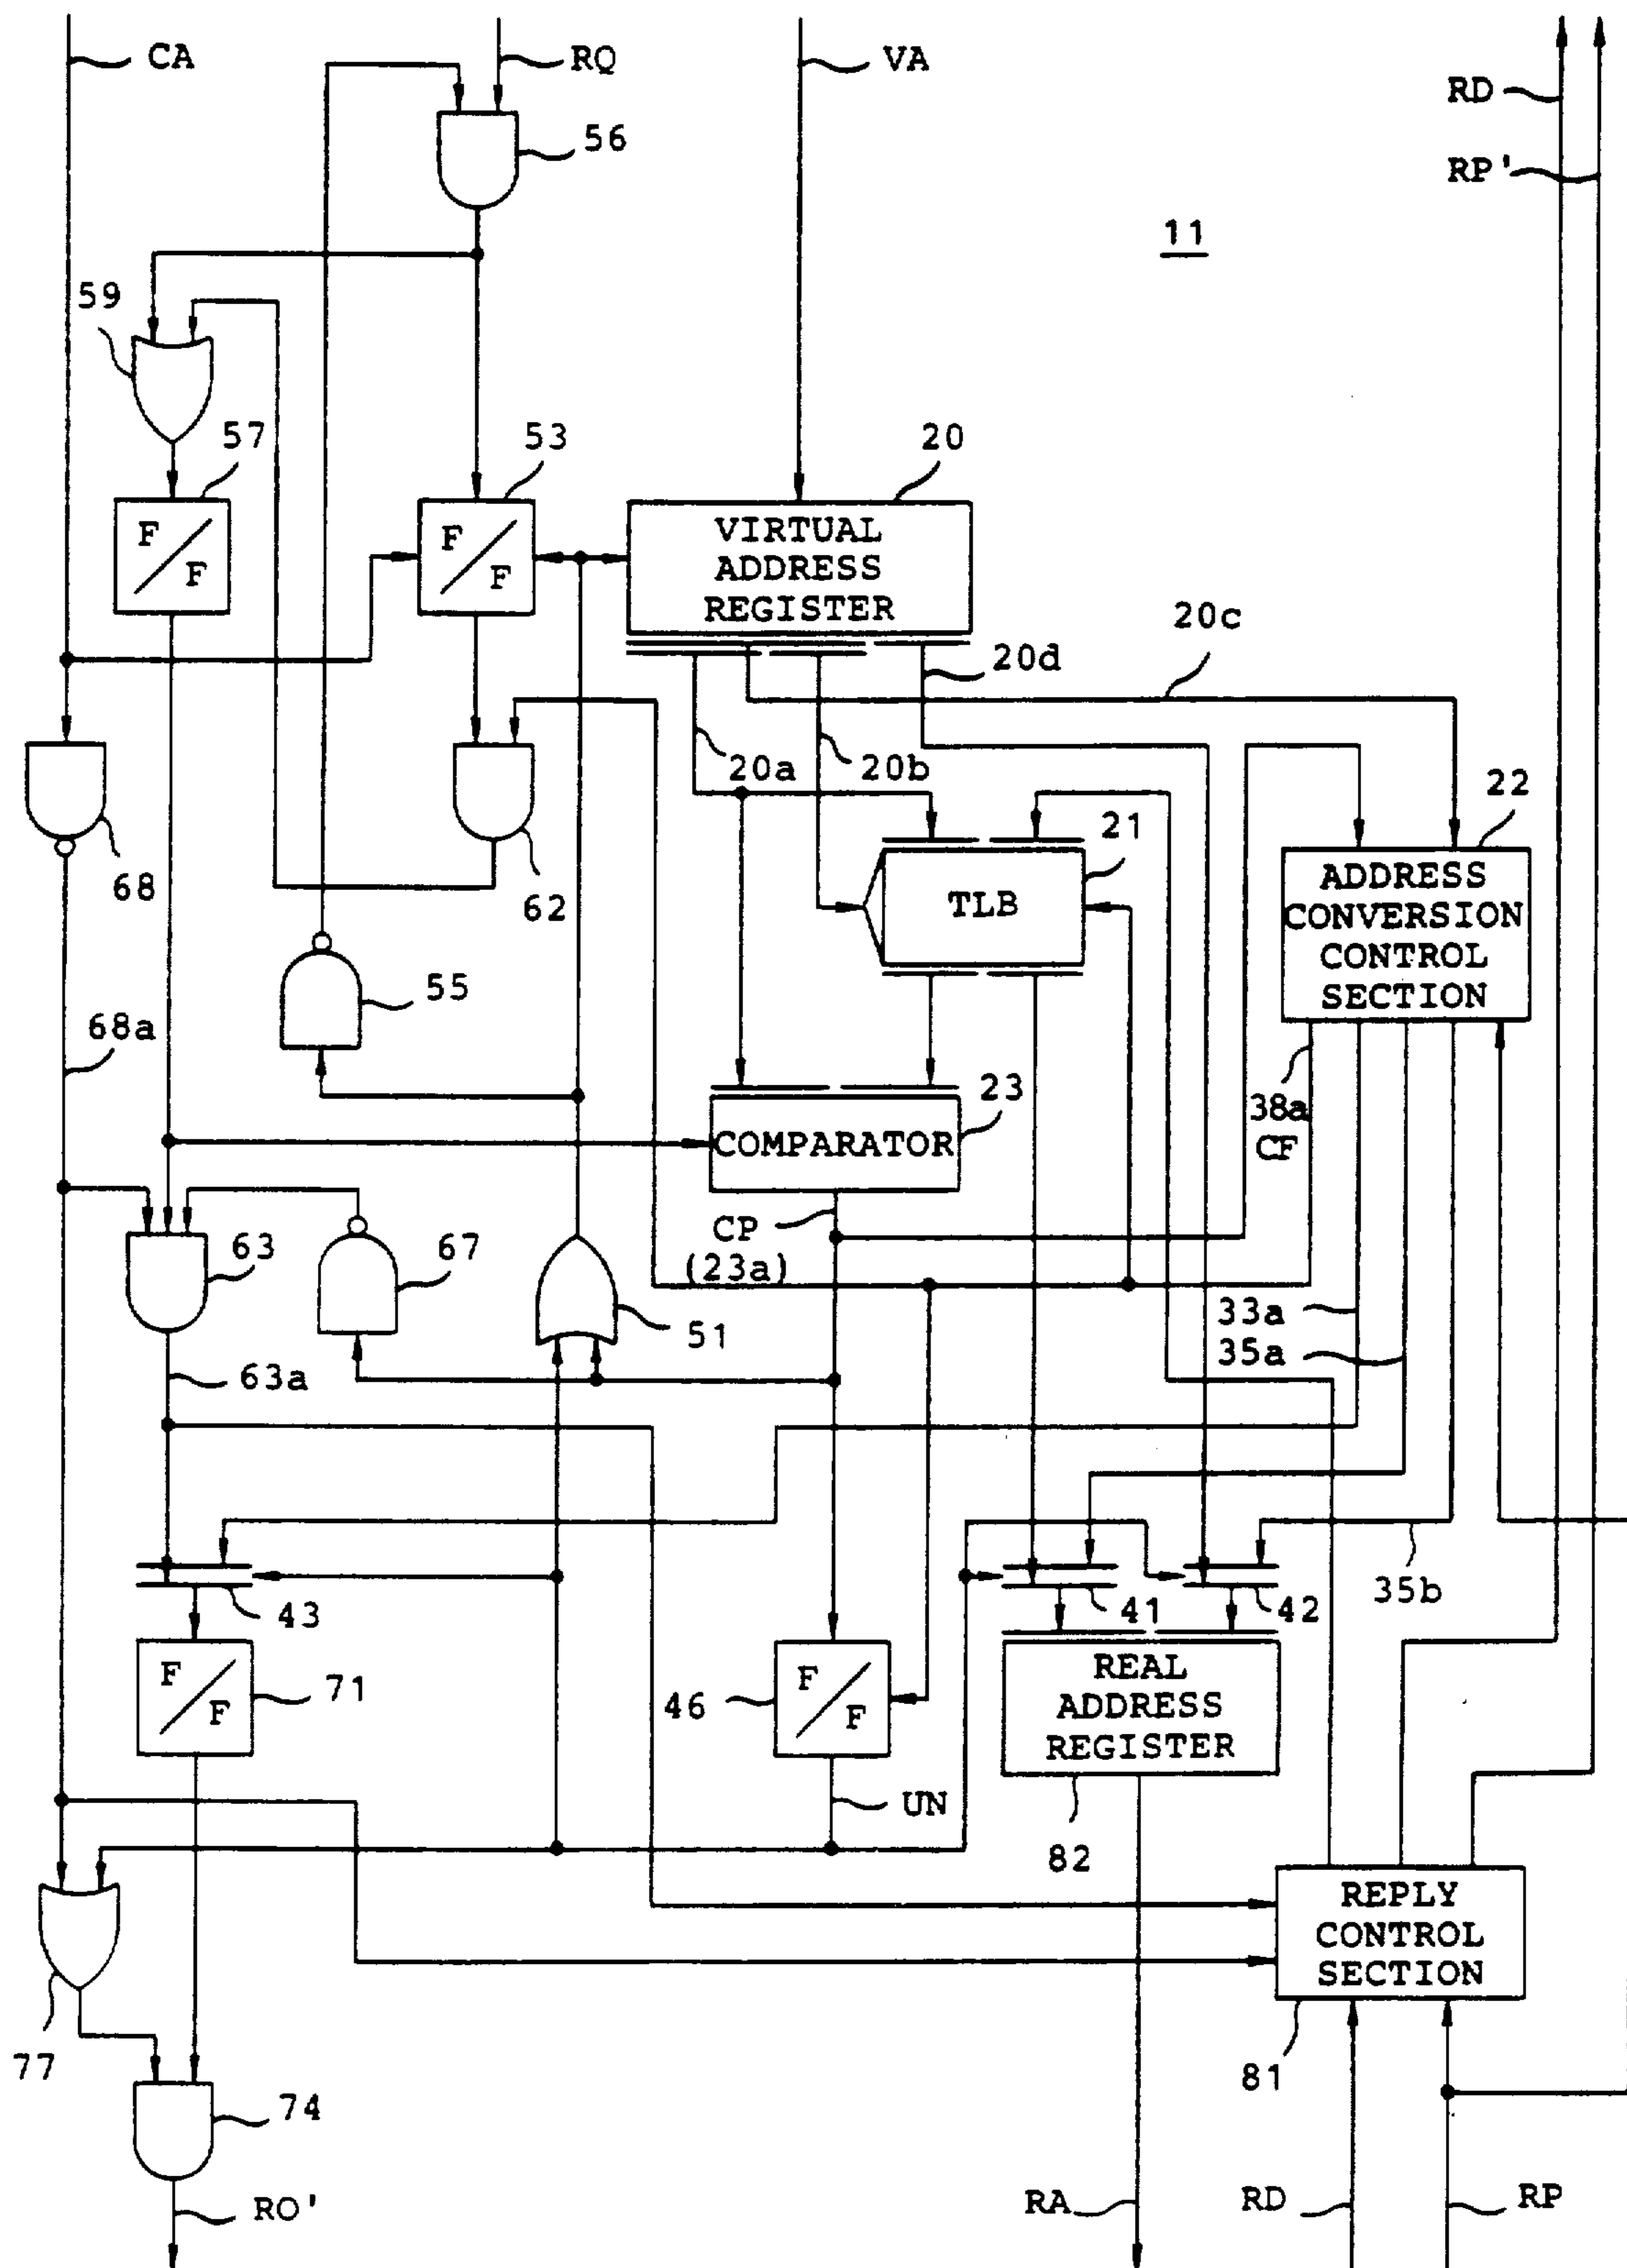 CA
RQ
VA
RD
56
RP'
11
59
57
53
20
F/F
F/F
VIRTUAL
ADDRESS
REGISTER
20c
20d
20a
20b
22
21
68
62
TLB
ADDRESS
CONVERSION
CONTROL
SECTION
55
68a
23
38a
COMPARATOR
CF
CP
63
67
(23a)
51
33a
35a
63a
35b
43
41
42
F/F
71
46
F/F
REAL
ADDRESS
REGISTER
UN
82
REPLY
CONTROL
SECTION
77
81
74
RO'
RA
RD
RP